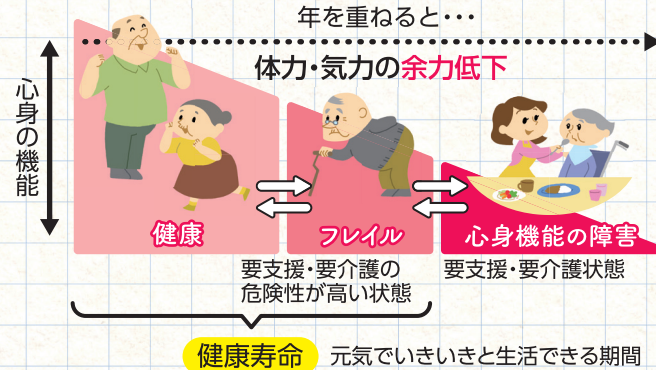 年を重ねると・・・
体力・気力の余力低下
心身の機能
健康
フレイル
心身機能の障害
要支援・要介護の
危険性が高い状態
要支援・要介護状態
健康寿命
元気でいきいきと生活できる期間